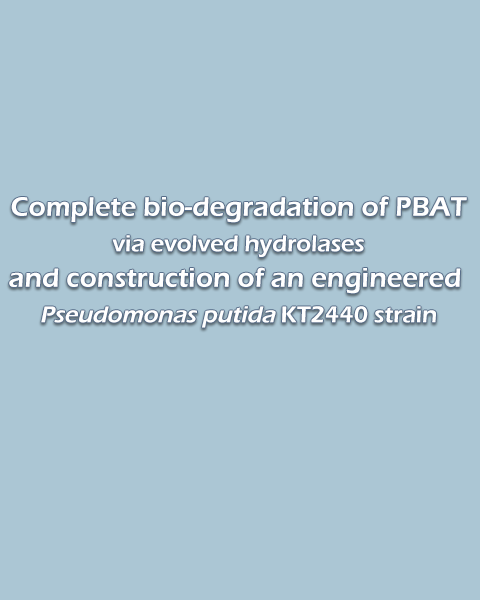 Complete bio-degradation of PBAT
via evolved hydrolases
and construction of an engineered
Pseudomonas putida KT2440 strain